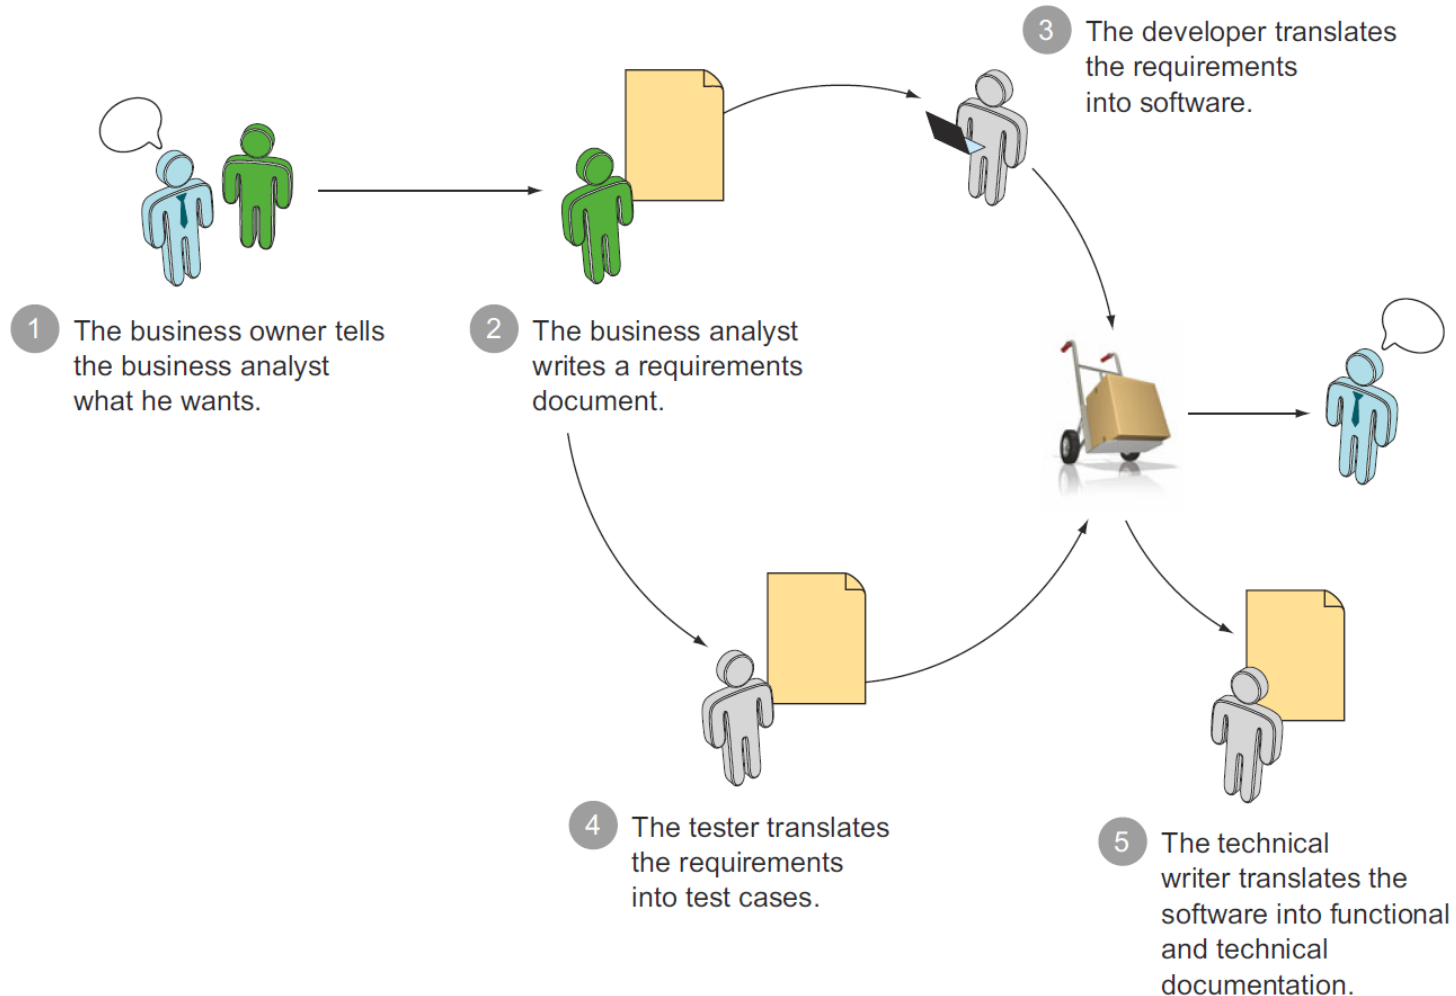 1
The business owner tells
the business analyst
what he wants.
2
The business analyst
writes a requirements
document.
3
The developer translates
the requirements
into software.
4
The tester translates
the requirements
into test cases.
5
The technical
writer translates the
software into functional
and technical
documentation.